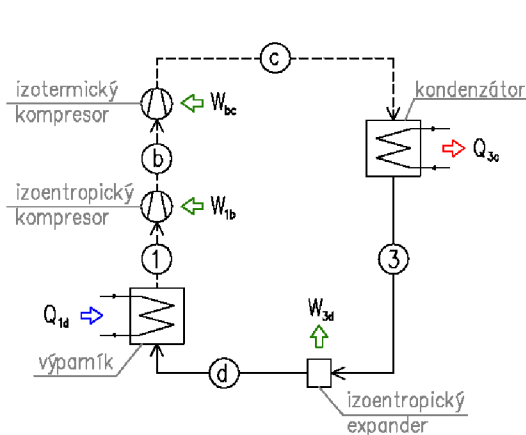 c
izotermický
kompresor
W_bc
kondenzátor
Q_3c
b
izoentropický
kompresor
W_1b
1
3
Q_1d
W_3d
výparník
d
izoentropický
expander